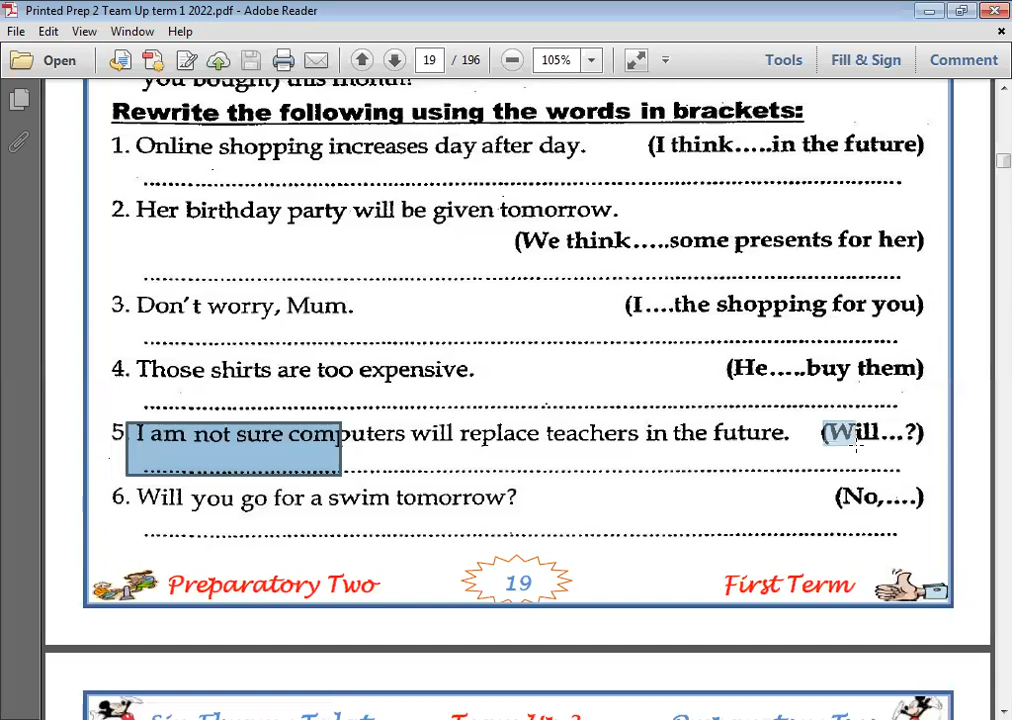 Printed Prep 2 Team Up term 1 2022.pdf - Adobe Reader
File Edit View Window Help
Open 19 / 196 105% Tools Fill & Sign Comment
you bought) this month!
Rewrite the following using the words in brackets:
1. Online shopping increases day after day. (I think.....in the future)
2. Her birthday party will be given tomorrow.
(We think.....some presents for her)
3. Don't worry, Mum. (I....the shopping for you)
4. Those shirts are too expensive. (He.....buy them)
5. I am not sure computers will replace teachers in the future. (Will...?)
6. Will you go for a swim tomorrow? (No,....)
Preparatory Two 19 First Term